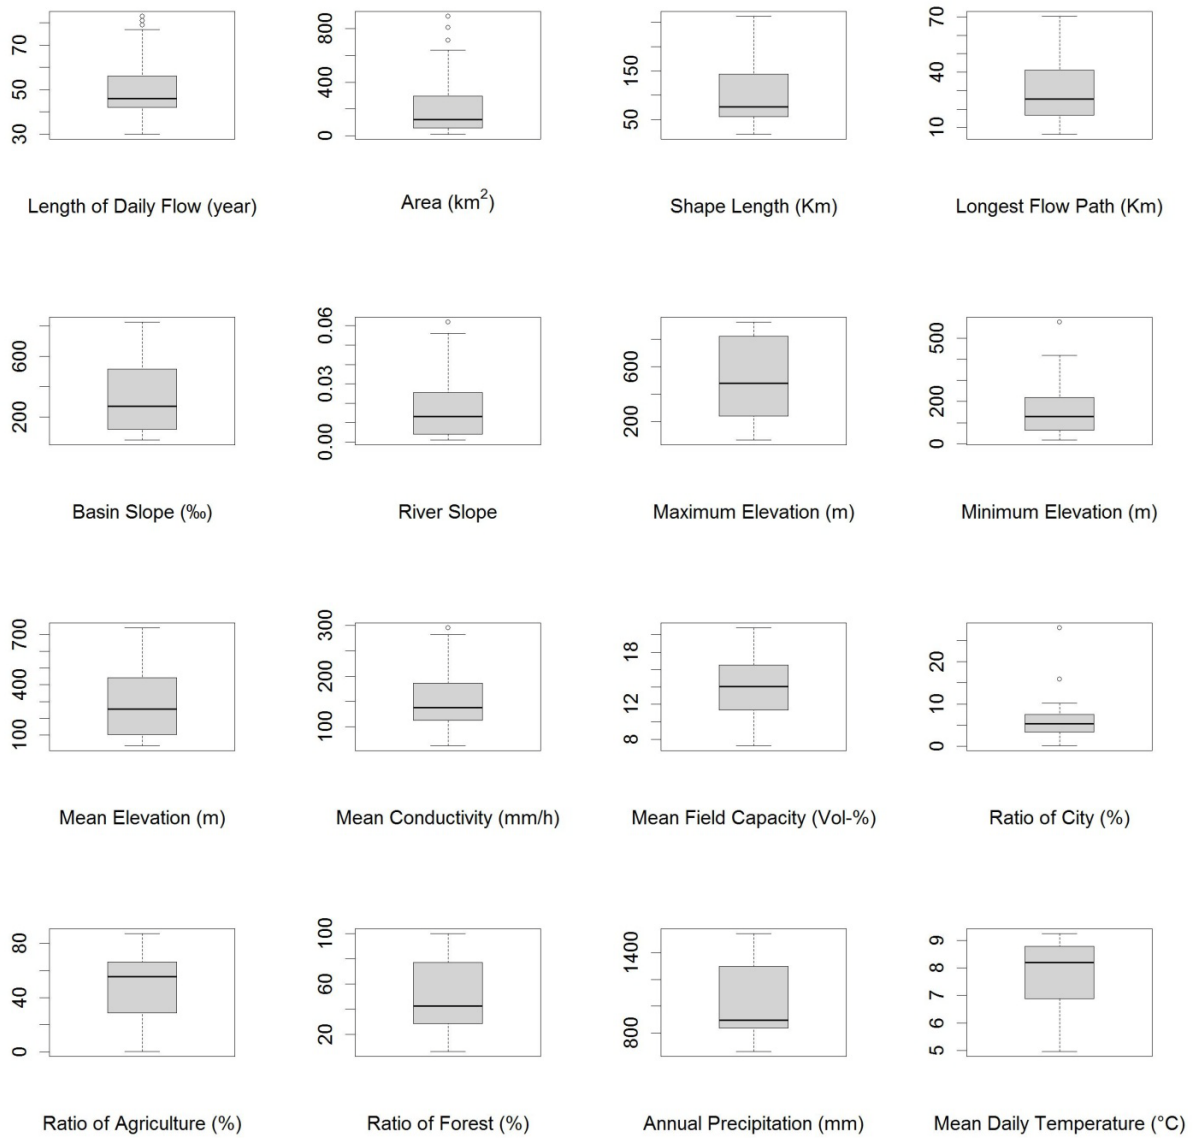 30 50 70
0 400 800
50 150
10 40 70
Length of Daily Flow (year)
Area (km²)
Shape Length (Km)
Longest Flow Path (Km)
200 600
0.00 0.03 0.06
200 600
0 200 500
Basin Slope (‰)
River Slope
Maximum Elevation (m)
Minimum Elevation (m)
100 400 700
100 200 300
8 12 18
0 10 20
Mean Elevation (m)
Mean Conductivity (mm/h)
Mean Field Capacity (Vol-%)
Ratio of City (%)
0 40 80
20 60 100
800 1400
5 6 7 8 9
Ratio of Agriculture (%)
Ratio of Forest (%)
Annual Precipitation (mm)
Mean Daily Temperature (°C)